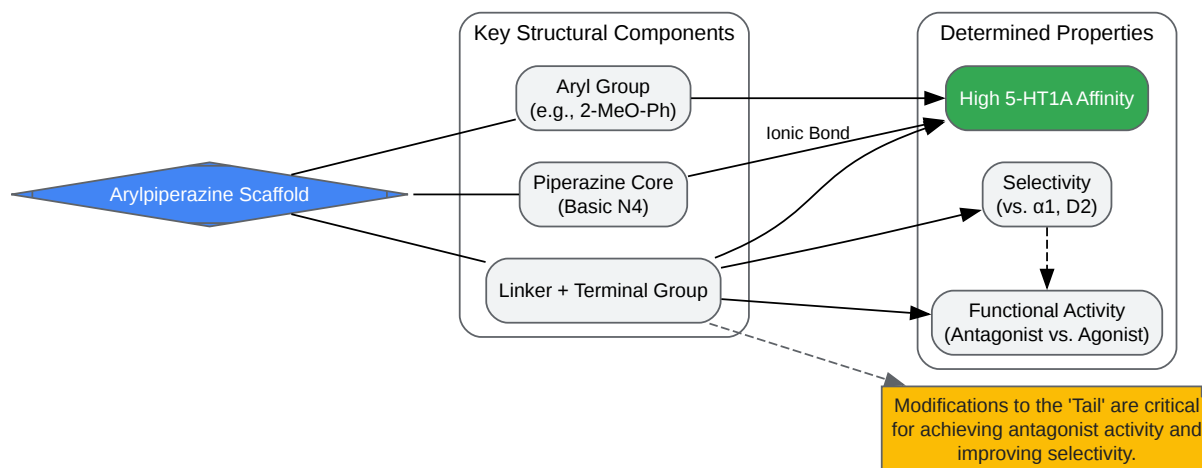 Key Structural Components
Determined Properties
Aryl Group
(e.g., 2-MeO-Ph)
High 5-HT1A Affinity
Ionic Bond
Arylpiperazine Scaffold
Piperazine Core
(Basic N4)
Selectivity
(vs. α1, D2)
Linker + Terminal Group
Functional Activity
(Antagonist vs. Agonist)
Modifications to the 'Tail' are critical
for achieving antagonist activity and
improving selectivity.